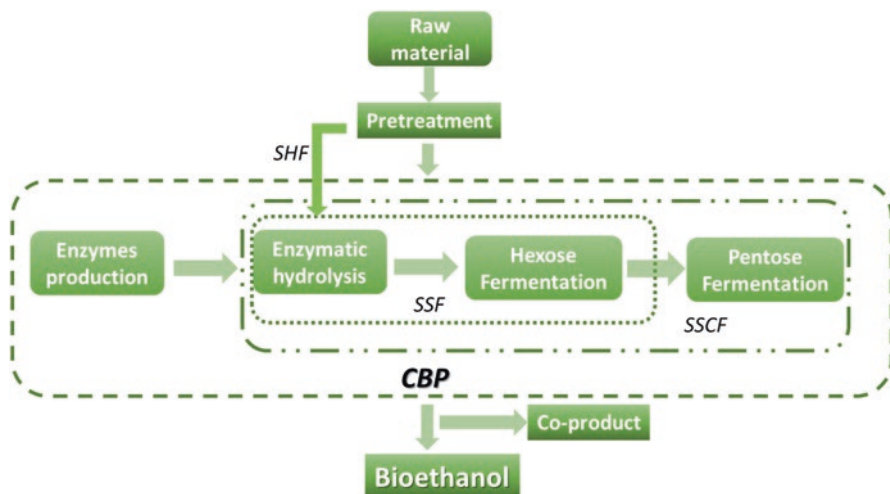 Raw
material
Pretreatment
SHF
Enzymes
production
Enzymatic
hydrolysis
Hexose
Fermentation
Pentose
Fermentation
SSF
SSCF
CBP
Co-product
Bioethanol